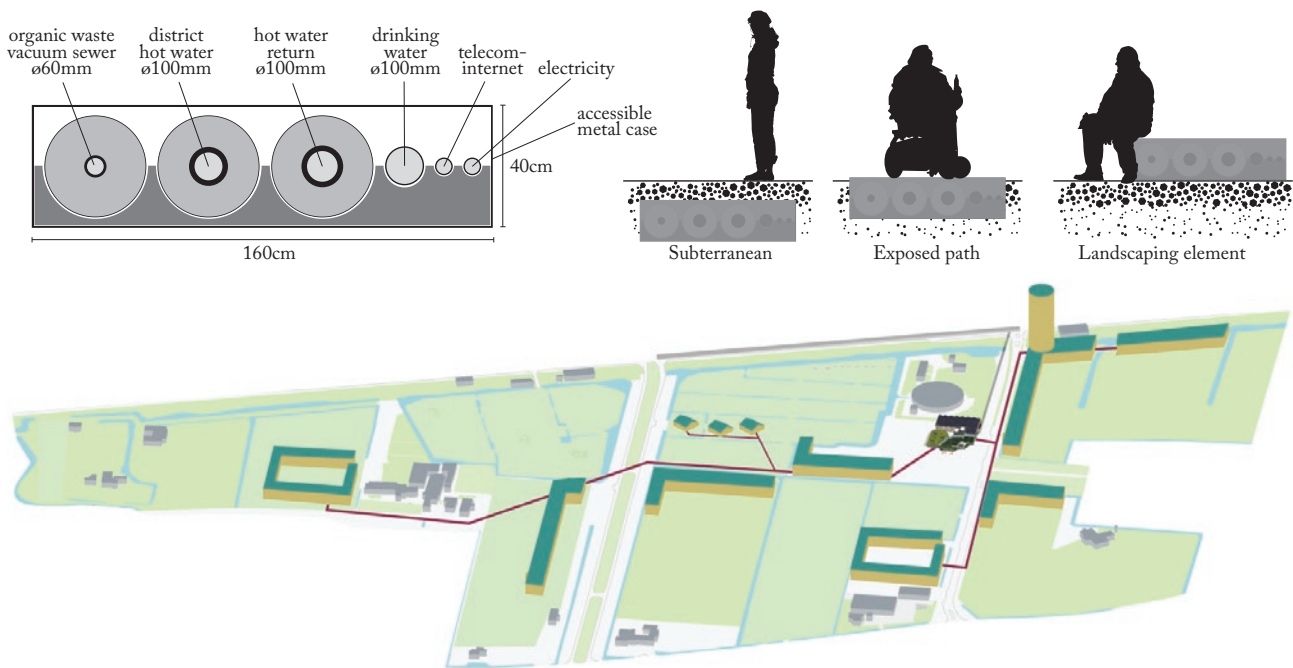 organic waste
vacuum sewer
ø60mm
district
hot water
ø100mm
hot water
return
ø100mm
drinking
water
ø100mm
telecom-
internet
electricity
accessible
metal case
40cm
160cm
Subterranean
Exposed path
Landscaping element